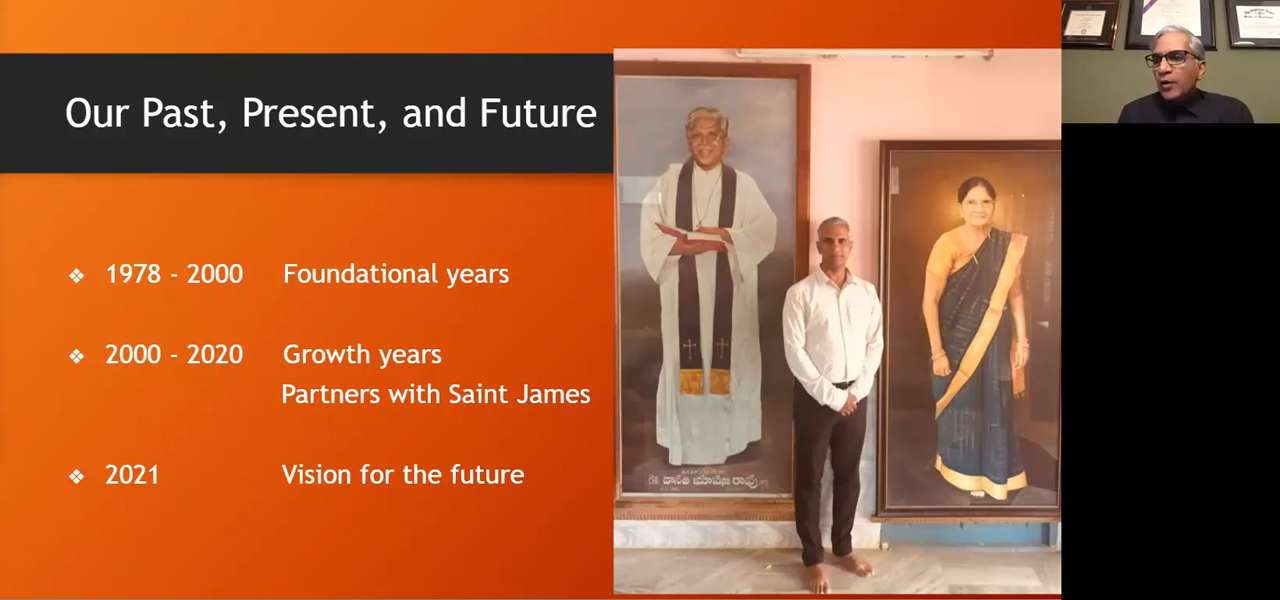 Our Past, Present, and Future
❖ 1978 - 2000 Foundational years
❖ 2000 - 2020 Growth years
Partners with Saint James
❖ 2021 Vision for the future